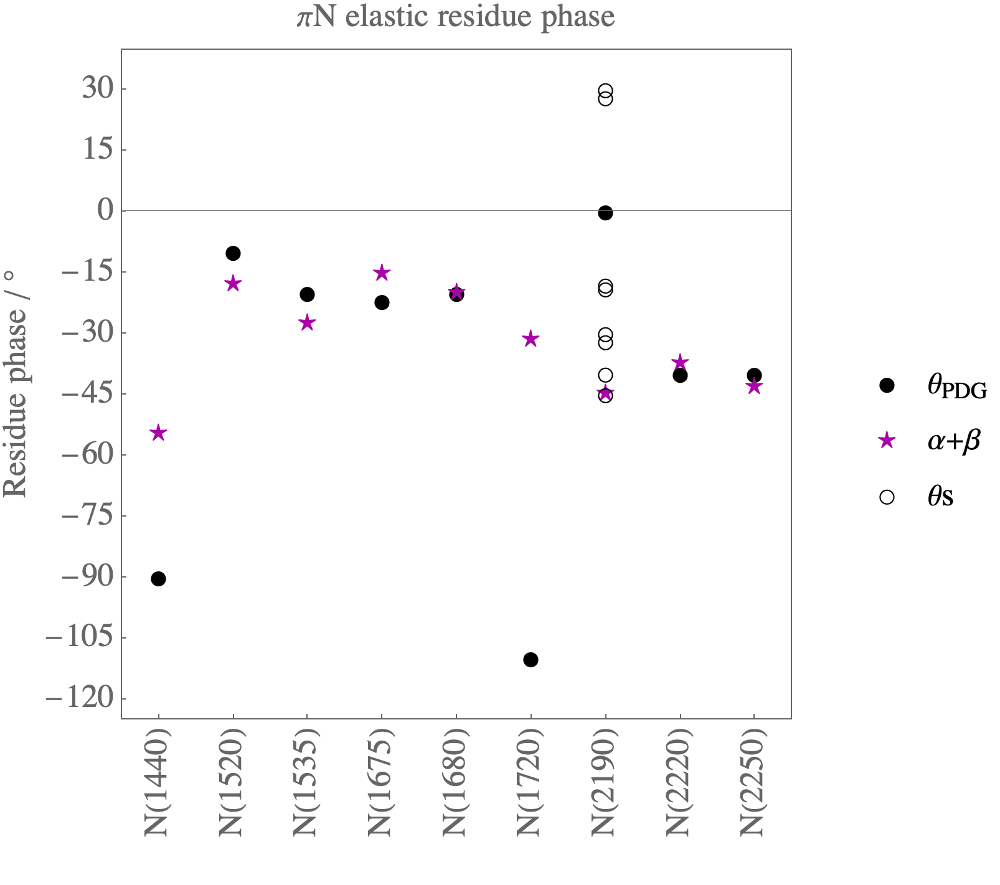 πN elastic residue phase
Residue phase / °
30
15
0
−15
−30
−45
−60
−75
−90
−105
−120
N(1440)
N(1520)
N(1535)
N(1675)
N(1680)
N(1720)
N(2190)
N(2220)
N(2250)
θPDG
α+β
θs